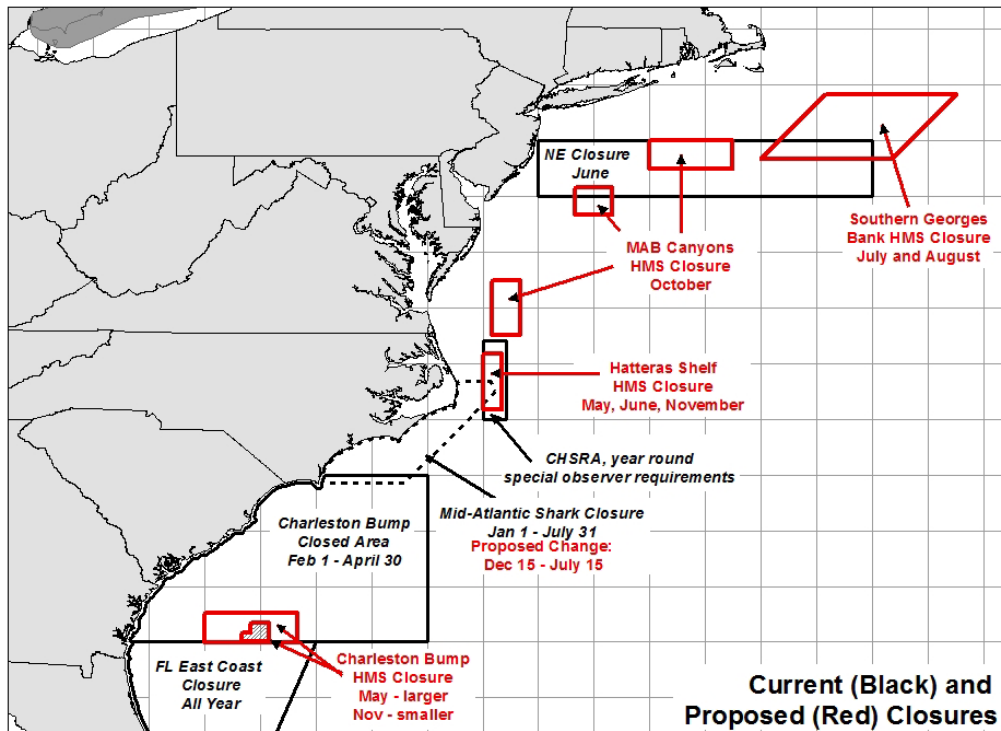 NE Closure
June
Southern Georges
Bank HMS Closure
July and August
MAB Canyons
HMS Closure
October
Hatteras Shelf
HMS Closure
May, June, November
CHSRA, year round
special observer requirements
Mid-Atlantic Shark Closure
Jan 1 - July 31
Proposed Change:
Dec 15 - July 15
Charleston Bump
Closed Area
Feb 1 - April 30
FL East Coast
Closure
All Year
Charleston Bump
HMS Closure
May - larger
Nov - smaller
Current (Black) and
Proposed (Red) Closures